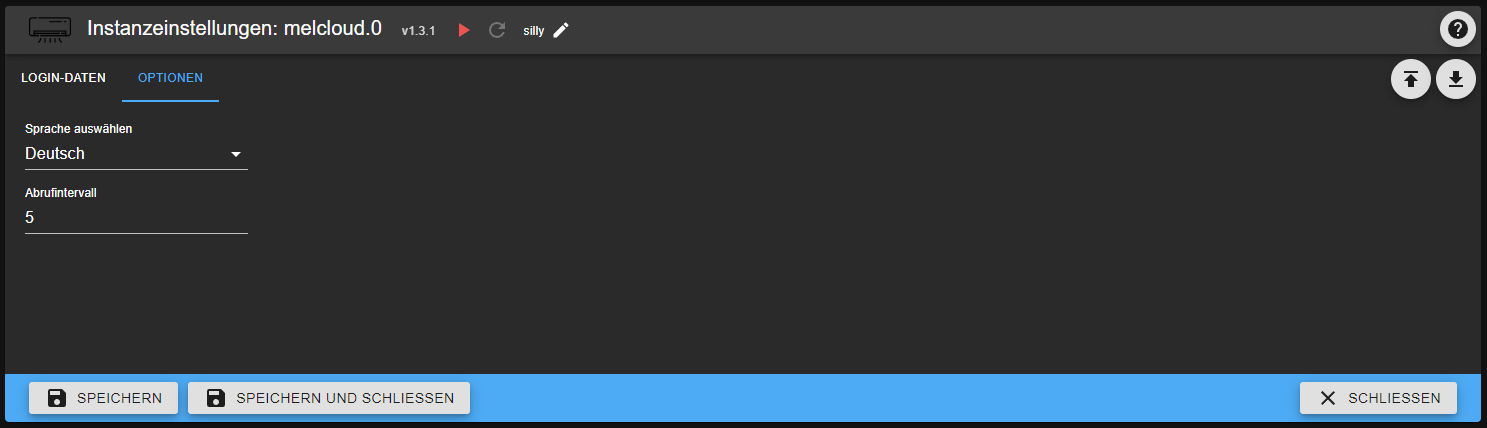 Instanzeinstellungen: melcloud.0 v1.3.1 silly
LOGIN-DATEN OPTIONEN
Sprache auswählen
Deutsch
Abrufintervall
5
SPEICHERN SPEICHERN UND SCHLIESSEN SCHLIESSEN